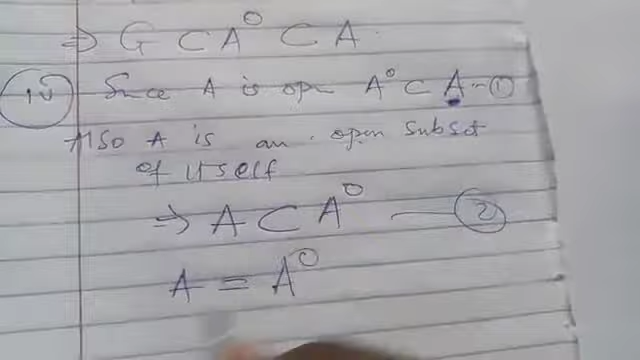 ⇒ G ⊂ A° ⊂ A.
(iv) Since A is open A° ⊂ A — ①
Also A is an open subset
of itself
⇒ A ⊂ A° — ②
A = A°